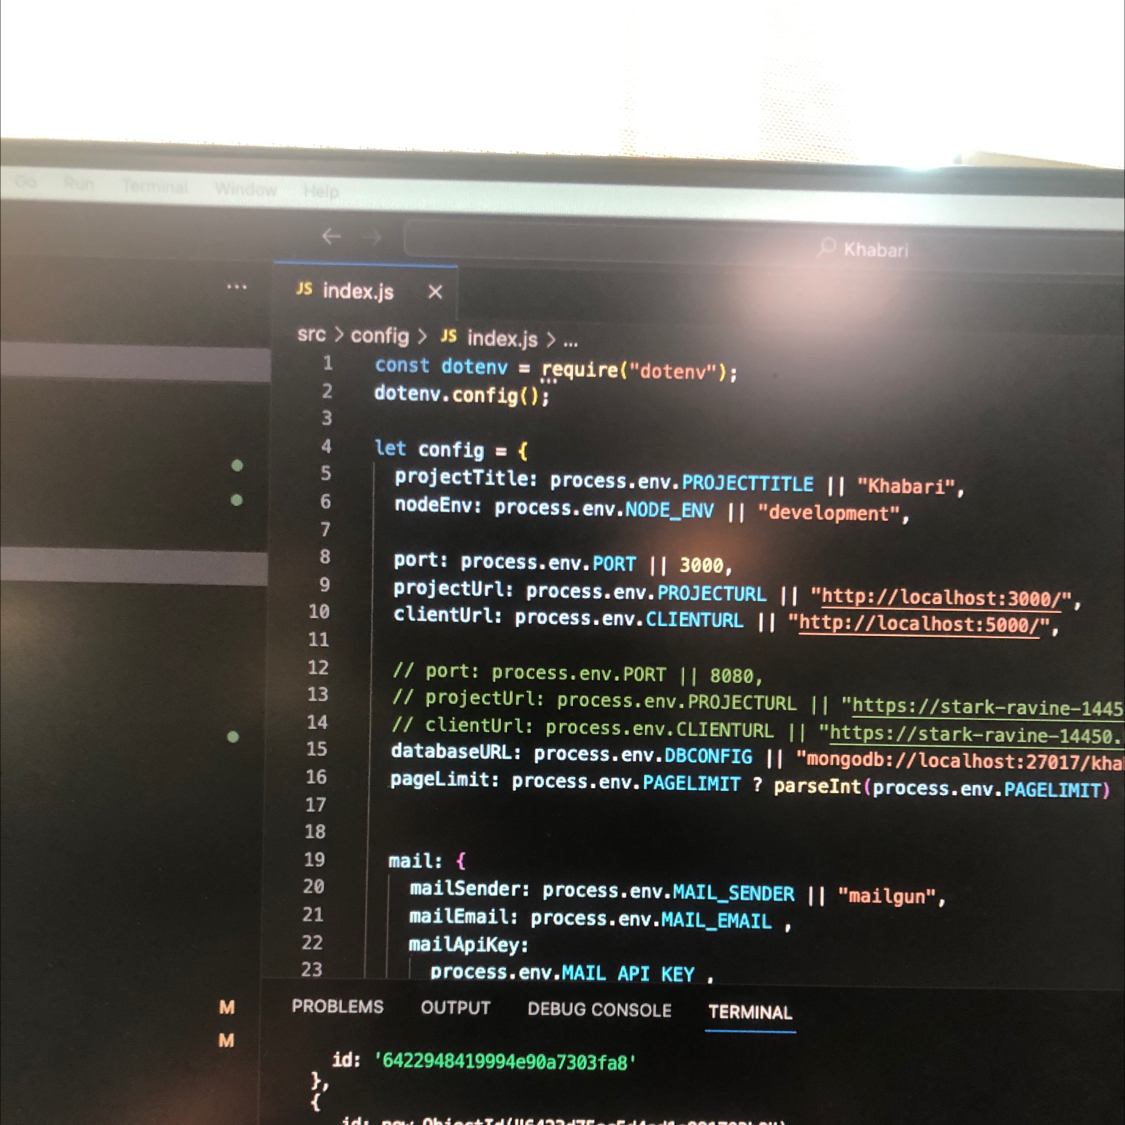 Go Run Terminal Window Help
← → Khabari
... JS index.js ×
src > config > JS index.js > ...
1 const dotenv = require("dotenv");
2 dotenv.config();
3
4 let config = {
5 projectTitle: process.env.PROJECTTITLE || "Khabari",
6 nodeEnv: process.env.NODE_ENV || "development",
7
8 port: process.env.PORT || 3000,
9 projectUrl: process.env.PROJECTURL || "http://localhost:3000/",
10 clientUrl: process.env.CLIENTURL || "http://localhost:5000/",
11
12 // port: process.env.PORT || 8080,
13 // projectUrl: process.env.PROJECTURL || "https://stark-ravine-1445
14 // clientUrl: process.env.CLIENTURL || "https://stark-ravine-14450.
15 databaseURL: process.env.DBCONFIG || "mongodb://localhost:27017/kha
16 pageLimit: process.env.PAGELIMIT ? parseInt(process.env.PAGELIMIT)
17
18
19 mail: {
20 mailSender: process.env.MAIL_SENDER || "mailgun",
21 mailEmail: process.env.MAIL_EMAIL ,
22 mailApiKey:
23 process.env.MAIL_API_KEY ,
M PROBLEMS OUTPUT DEBUG CONSOLE TERMINAL
M
id: '6422948419994e90a7303fa8'
},
{
id: new ObjectId(